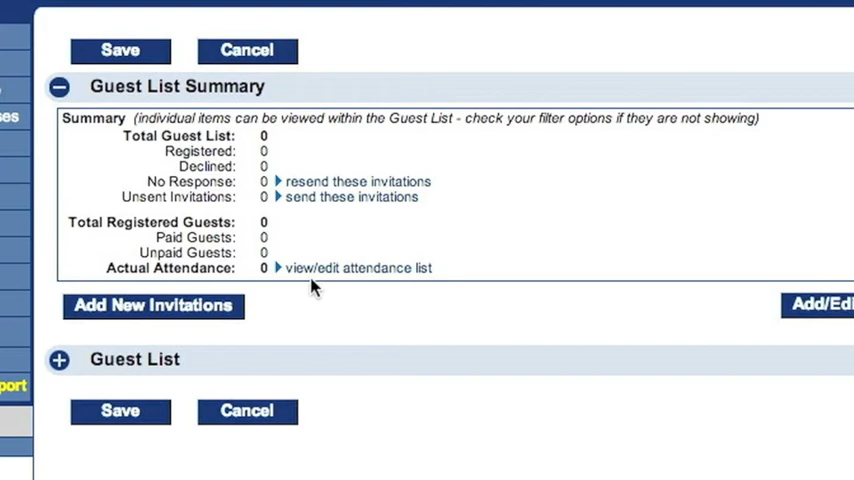 Save Cancel
Guest List Summary
ses
Summary (individual items can be viewed within the Guest List - check your filter options if they are not showing)
Total Guest List: 0
Registered: 0
Declined: 0
No Response: 0 resend these invitations
Unsent Invitations: 0 send these invitations
Total Registered Guests: 0
Paid Guests: 0
Unpaid Guests: 0
Actual Attendance: 0 view/edit attendance list
Add New Invitations Add/Edi
Guest List
port
Save Cancel